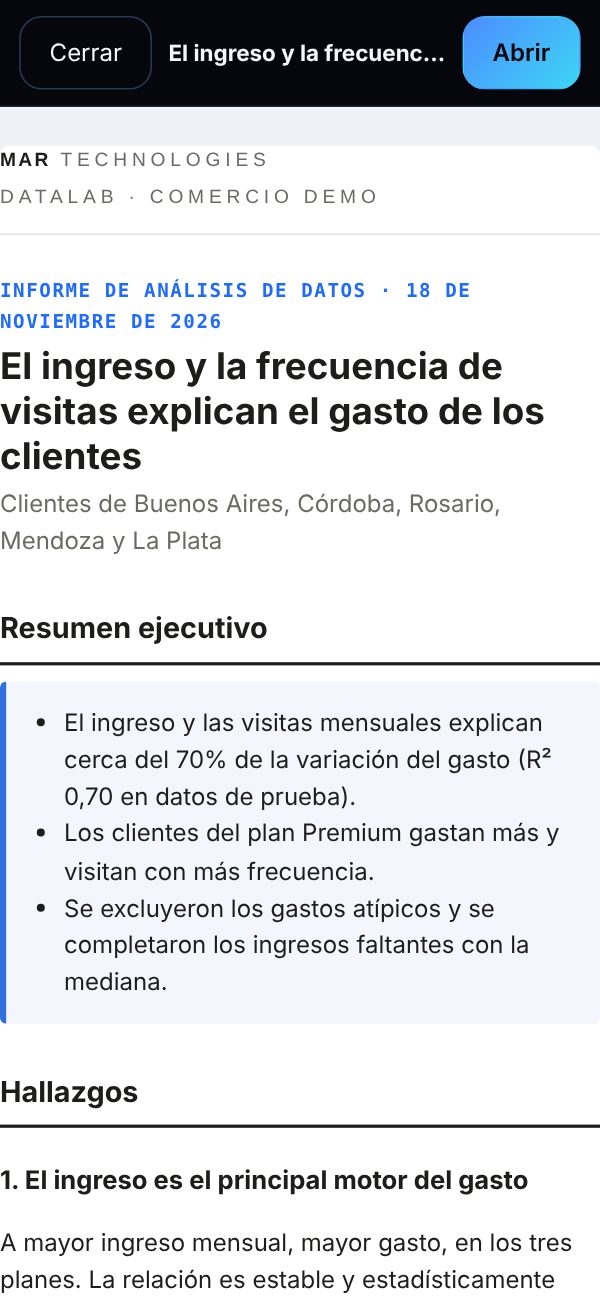 Cerrar
El ingreso y la frecuenc...
Abrir
MAR TECHNOLOGIES
DATALAB · COMERCIO DEMO
INFORME DE ANÁLISIS DE DATOS · 18 DE
NOVIEMBRE DE 2026
El ingreso y la frecuencia de
visitas explican el gasto de los
clientes
Clientes de Buenos Aires, Córdoba, Rosario,
Mendoza y La Plata
Resumen ejecutivo
• El ingreso y las visitas mensuales explican
cerca del 70% de la variación del gasto (R²
0,70 en datos de prueba).
• Los clientes del plan Premium gastan más y
visitan con más frecuencia.
• Se excluyeron los gastos atípicos y se
completaron los ingresos faltantes con la
mediana.
Hallazgos
1. El ingreso es el principal motor del gasto
A mayor ingreso mensual, mayor gasto, en los tres
planes. La relación es estable y estadísticamente